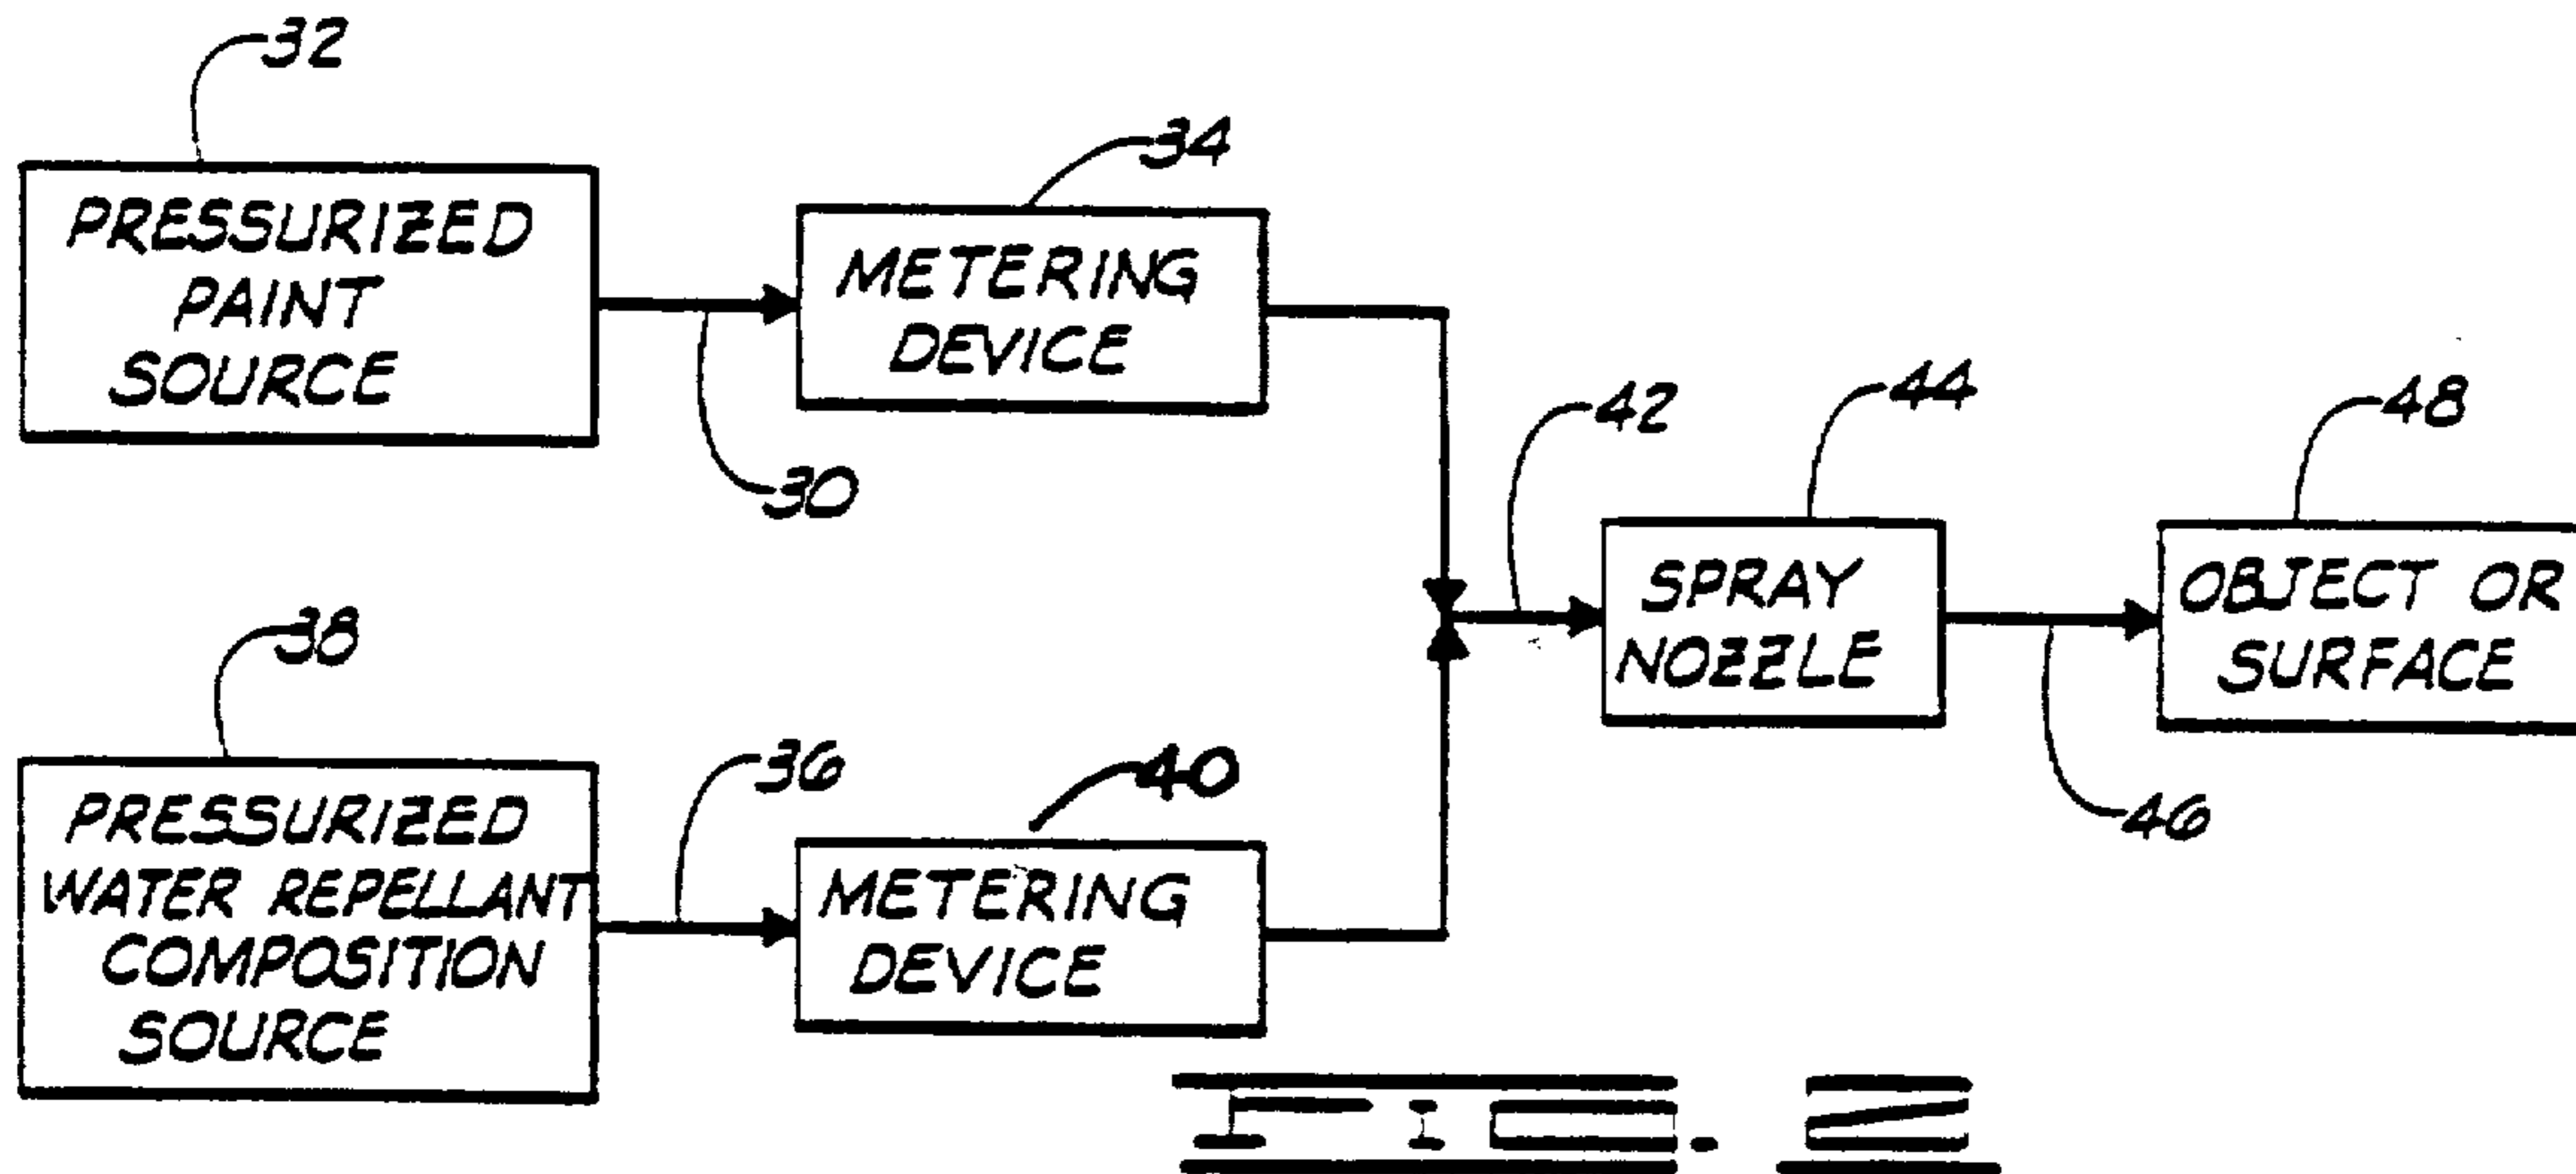 32
PRESSURIZED
PAINT
SOURCE
30
34
METERING
DEVICE
38
PRESSURIZED
WATER REPELLANT
COMPOSITION
SOURCE
36
40
METERING
DEVICE
42
44
SPRAY
NOZZLE
46
48
OBJECT OR
SURFACE
FIG. 2